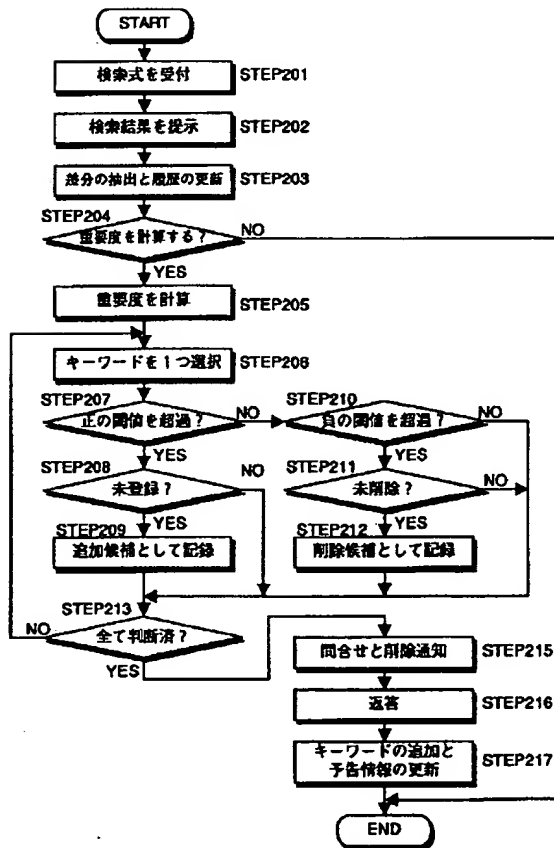 START
検索式を受付
STEP201
検索結果を提示
STEP202
差分の抽出と履歴の更新
STEP203
STEP204
重要度を計算する?
NO
YES
重要度を計算
STEP205
キーワードを1つ選択
STEP206
STEP207
正の閾値を超過?
NO
YES
STEP210
負の閾値を超過?
NO
YES
STEP208
未登録?
NO
YES
STEP211
未削除?
NO
YES
STEP209
追加候補として記録
STEP212
削除候補として記録
STEP213
全て判断済?
NO
YES
問合せと削除通知
STEP215
返答
STEP216
キーワードの追加と
予告情報の更新
STEP217
END